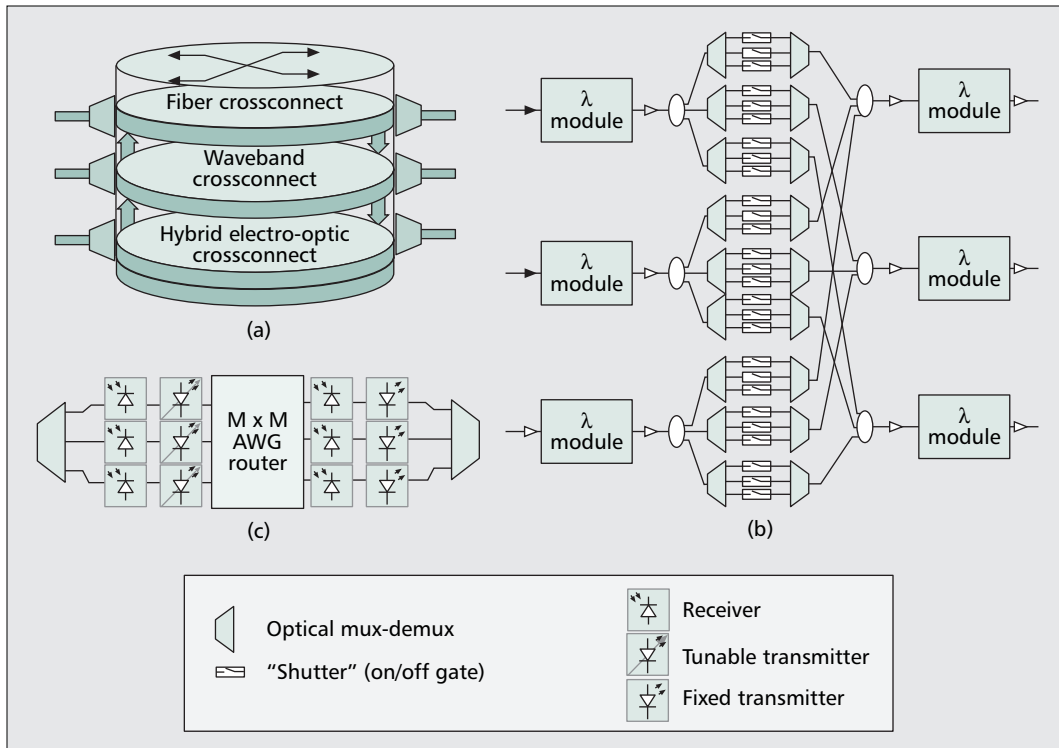 Fiber crossconnect
Waveband
crossconnect
Hybrid electro-optic
crossconnect
(a)
λ
module
λ
module
λ
module
λ
module
λ
module
λ
module
(b)
M x M
AWG
router
(c)
Optical mux-demux
“Shutter” (on/off gate)
Receiver
Tunable transmitter
Fixed transmitter